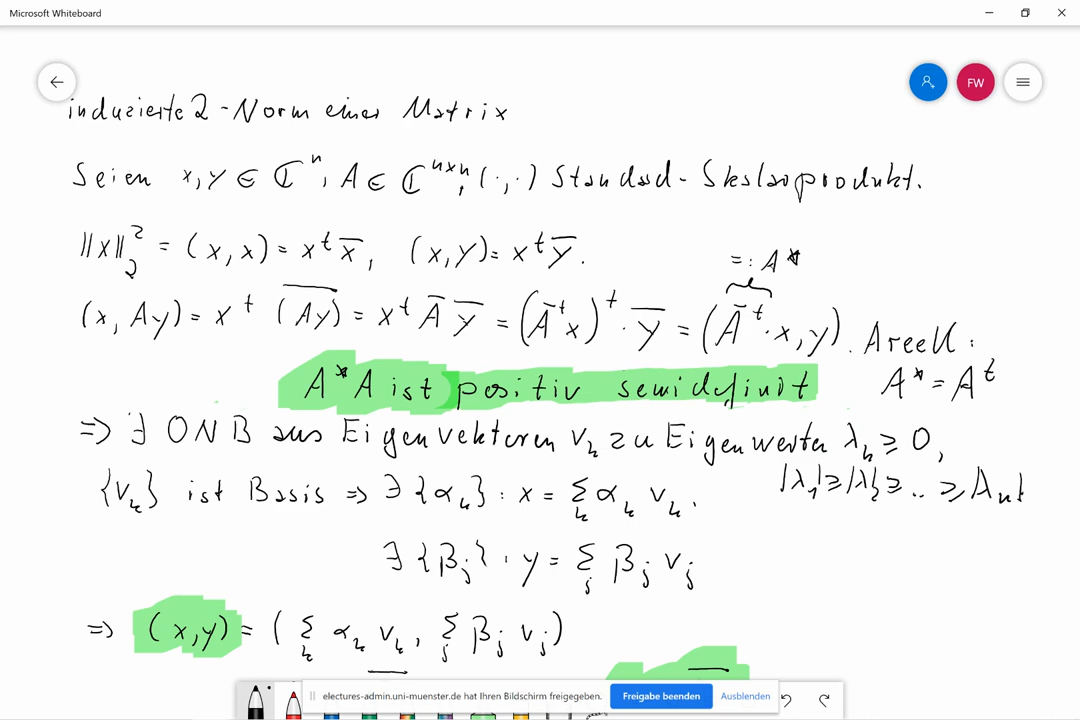 Microsoft Whiteboard
FW
induzierte 2-Norm einer Matrix
Seien x, y ∈ ℂⁿ, A ∈ ℂⁿˣⁿ, (·,·) Standard-Skalarprodukt.
‖x‖₂² = (x, x) = xᵗ x̅, (x, y) = xᵗ y̅.
=: A*
(x, Ay) = xᵗ (A̅y̅) = xᵗ A̅ y̅ = (A̅ᵗx)ᵗ · y̅ = (A̅ᵗ · x, y). A reell:
A* A ist positiv semidefinit
A* = Aᵗ
=> ∃ ONB aus Eigenvektoren vₖ zu Eigenwerten λₖ ≥ 0,
{vₖ} ist Basis => ∃ {αₖ} : x = Σₖ αₖ vₖ.
|λ₁| ≥ |λ₂| ≥ .. ≥ |λₙ|
∃ {βⱼ} : y = Σⱼ βⱼ vⱼ
=> (x, y) = (Σₖ αₖ vₖ, Σⱼ βⱼ vⱼ)
electures-admin.uni-muenster.de hat Ihren Bildschirm freigegeben.
Freigabe beenden
Ausblenden